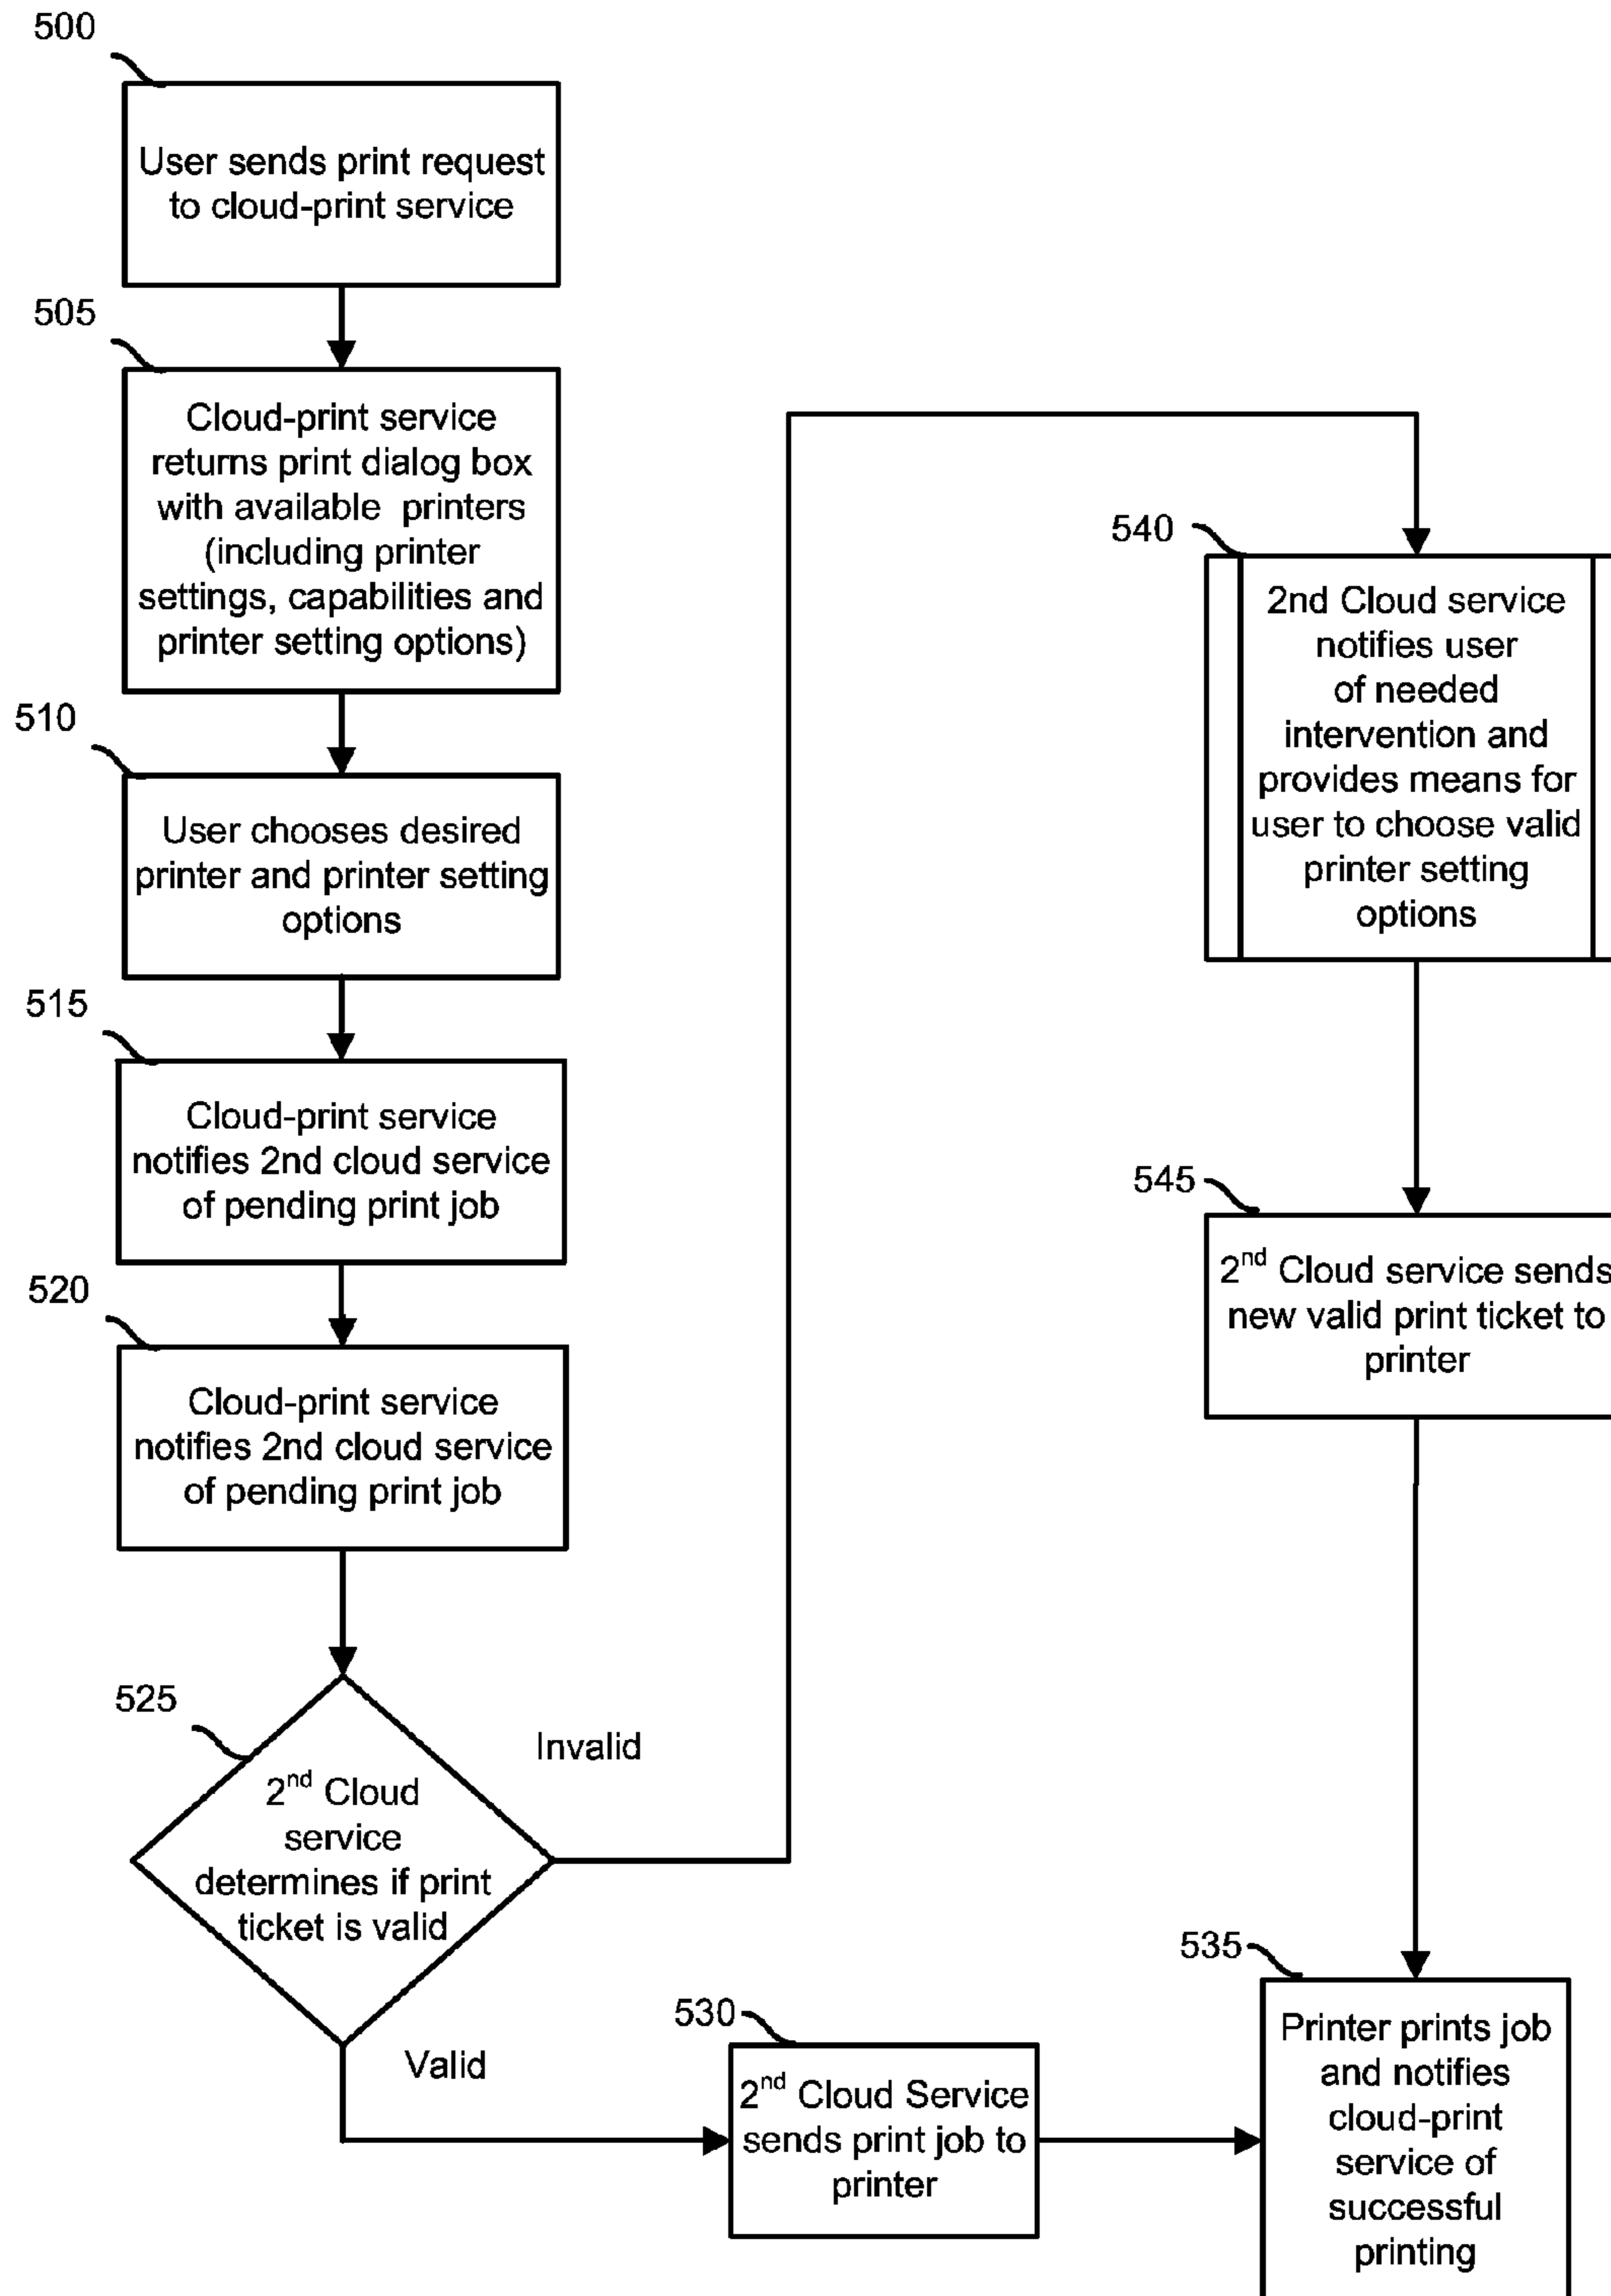 500
User sends print request
to cloud-print service
505
Cloud-print service
returns print dialog box
with available printers
(including printer
settings, capabilities and
printer setting options)
510
User chooses desired
printer and printer setting
options
515
Cloud-print service
notifies 2nd cloud service
of pending print job
520
Cloud-print service
notifies 2nd cloud service
of pending print job
525
2nd Cloud
service
determines if print
ticket is valid
Invalid
Valid
530
2nd Cloud Service
sends print job to
printer
540
2nd Cloud service
notifies user
of needed
intervention and
provides means for
user to choose valid
printer setting
options
545
2nd Cloud service sends
new valid print ticket to
printer
535
Printer prints job
and notifies
cloud-print
service of
successful
printing